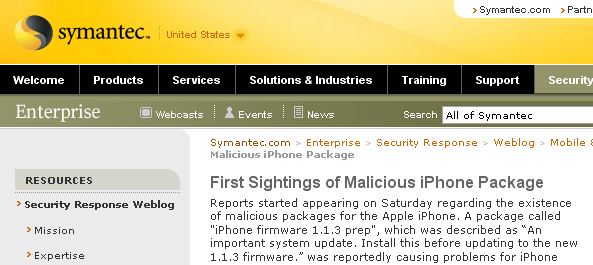 Symantec.com
Partn
symantec™
United States
Welcome
Products
Services
Solutions & Industries
Training
Support
Security
Enterprise
Webcasts
Events
News
Search
All of Symantec
Symantec.com > Enterprise > Security Response > Weblog > Mobile &
Malicious iPhone Package
RESOURCES
Security Response Weblog
Mission
Expertise
First Sightings of Malicious iPhone Package
Reports started appearing on Saturday regarding the existence
of malicious packages for the Apple iPhone. A package called
"iPhone firmware 1.1.3 prep", which was described as “An
important system update. Install this before updating to the new
1.1.3 firmware.” was reportedly causing problems for iPhone